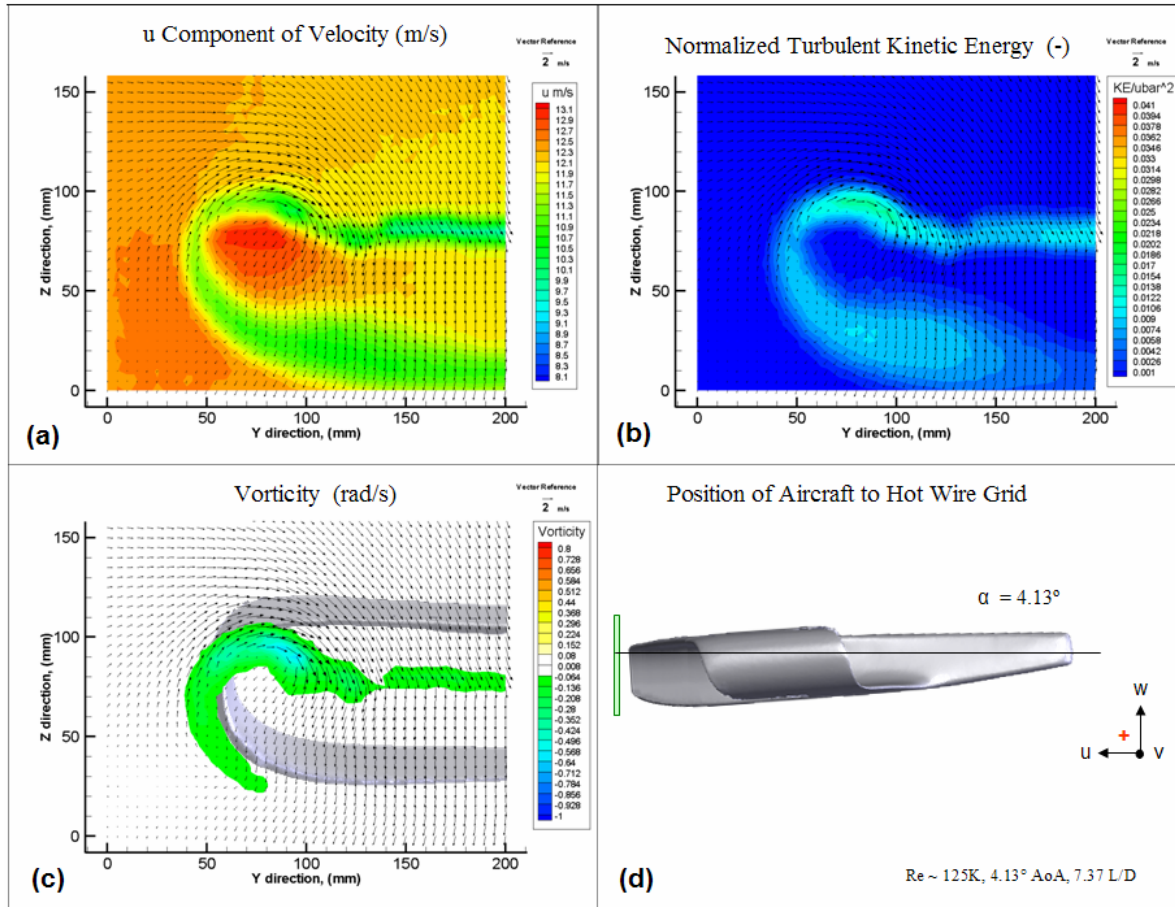 u Component of Velocity (m/s)
Vector Reference
2 m/s
u m/s
13.1
12.9
12.7
12.5
12.3
12.1
11.9
11.7
11.5
11.3
11.1
10.9
10.7
10.5
10.3
10.1
9.9
9.7
9.5
9.3
9.1
8.9
8.7
8.5
8.3
8.1
Z direction, (mm)
150
100
50
0
0 50 100 150 200
Y direction, (mm)
(a)
Normalized Turbulent Kinetic Energy (-)
Vector Reference
2 m/s
KE/ubar^2
0.041
0.0394
0.0378
0.0362
0.0346
0.033
0.0314
0.0298
0.0282
0.0266
0.025
0.0234
0.0218
0.0202
0.0186
0.017
0.0154
0.0138
0.0122
0.0106
0.009
0.0074
0.0058
0.0042
0.0026
0.001
Z direction, (mm)
150
100
50
0
0 50 100 150 200
Y direction, (mm)
(b)
Vorticity (rad/s)
Vector Reference
2 m/s
Vorticity
0.8
0.728
0.656
0.584
0.512
0.44
0.368
0.296
0.224
0.152
0.08
0.008
-0.064
-0.136
-0.208
-0.28
-0.352
-0.424
-0.496
-0.568
-0.64
-0.712
-0.784
-0.856
-0.928
-1
Z direction, (mm)
150
100
50
0
0 50 100 150 200
Y direction, (mm)
(c)
Position of Aircraft to Hot Wire Grid
α = 4.13º
w
+
u
v
(d)
Re ~ 125K, 4.13° AoA, 7.37 L/D